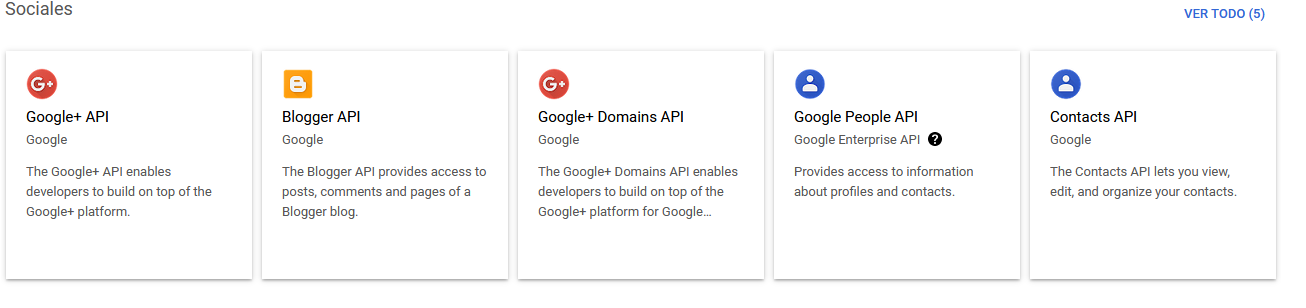 Sociales
VER TODO (5)
Google+ API
Google
The Google+ API enables
developers to build on top of the
Google+ platform.
Blogger API
Google
The Blogger API provides access to
posts, comments and pages of a
Blogger blog.
Google+ Domains API
Google
The Google+ Domains API enables
developers to build on top of the
Google+ platform for Google…
Google People API
Google Enterprise API ?
Provides access to information
about profiles and contacts.
Contacts API
Google
The Contacts API lets you view,
edit, and organize your contacts.